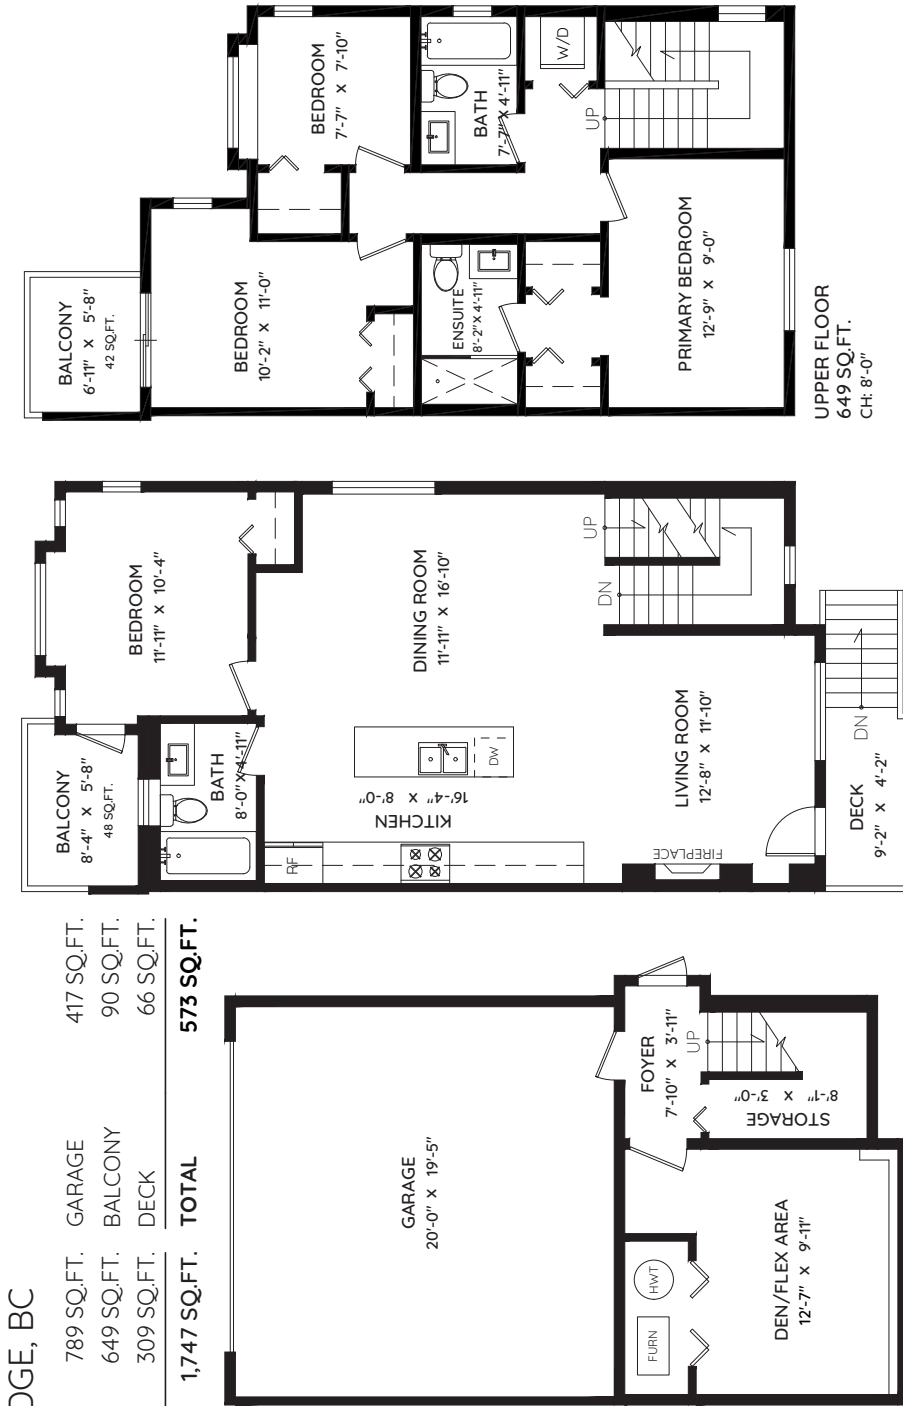 DGE, BC
789 SQ.FT. GARAGE 417 SQ.FT.
649 SQ.FT. BALCONY 90 SQ.FT.
309 SQ.FT. DECK 66 SQ.FT.
1,747 SQ.FT. TOTAL 573 SQ.FT.
GARAGE
20'-0" X 19'-5"
FOYER
7'-10" X 3'-11"
UP
STORAGE
8'-1" X 3'-0"
HWT
FURN
DEN/FLEX AREA
12'-7" X 9'-11"
BALCONY
8'-4" X 5'-8"
48 SQ.FT.
BEDROOM
11'-11" X 10'-4"
BATH
8'-0" X 4'-11"
RF
KITCHEN
16'-4" X 8'-0"
DW
DINING ROOM
11'-11" X 16'-10"
UP
DN
LIVING ROOM
12'-8" X 11'-10"
FIREPLACE
DECK
9'-2" X 4'-2"
DN
BALCONY
6'-11" X 5'-8"
42 SQ.FT.
BEDROOM
10'-2" X 11'-0"
BEDROOM
7'-7" X 7'-10"
BATH
7'-7" X 4'-11"
W/D
UP
ENSUITE
8'-2" X 4'-11"
PRIMARY BEDROOM
12'-9" X 9'-0"
UPPER FLOOR
649 SQ.FT.
CH: 8'-0"